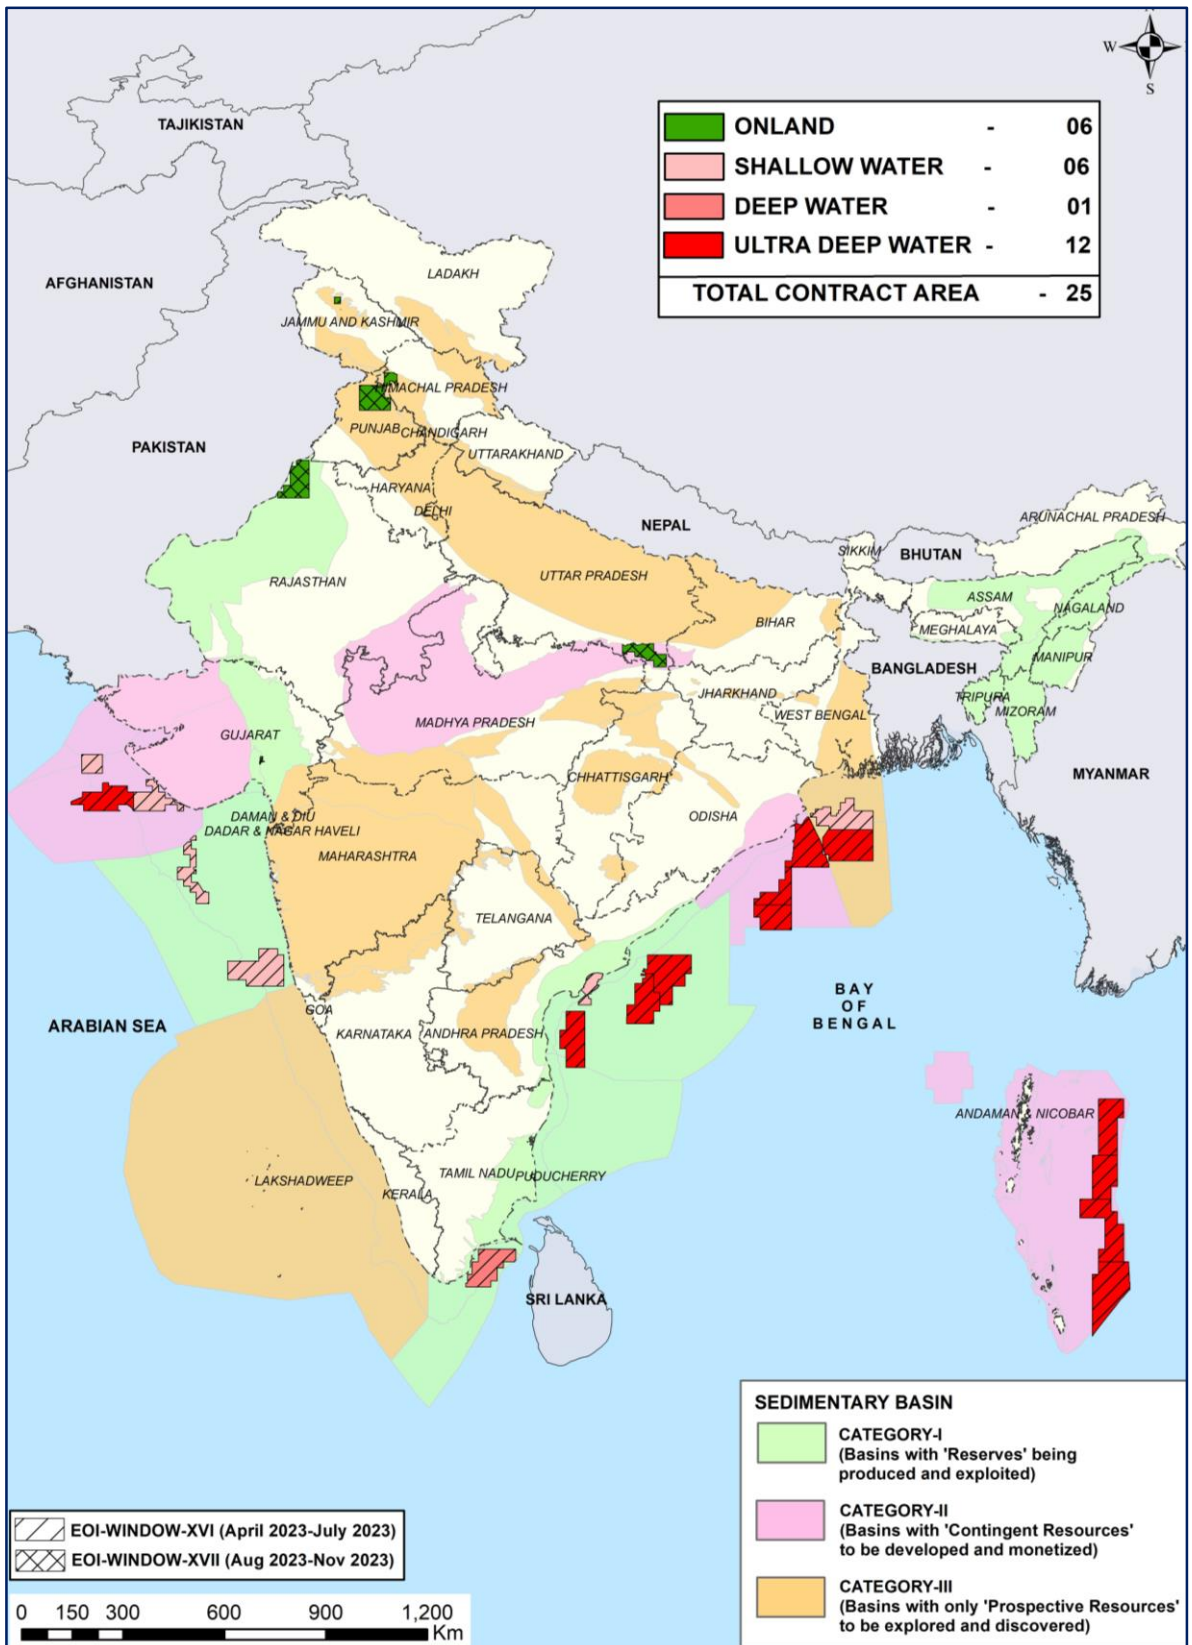 N
W
S
TAJIKISTAN
ONLAND - 06
SHALLOW WATER - 06
DEEP WATER - 01
ULTRA DEEP WATER - 12
TOTAL CONTRACT AREA - 25
AFGHANISTAN
LADAKH
JAMMU AND KASHMIR
HIMACHAL PRADESH
PAKISTAN
PUNJAB
CHANDIGARH
UTTARAKHAND
HARYANA
DELHI
NEPAL
ARUNACHAL PRADESH
SIKKIM
BHUTAN
RAJASTHAN
UTTAR PRADESH
ASSAM
NAGALAND
BIHAR
MEGHALAYA
MANIPUR
BANGLADESH
JHARKHAND
TRIPURA
MIZORAM
WEST BENGAL
MADHYA PRADESH
GUJARAT
MYANMAR
CHHATTISGARH
ODISHA
DAMAN & DIU
DADAR & NAGAR HAVELI
MAHARASHTRA
TELANGANA
BAY
OF
BENGAL
GOA
ARABIAN SEA
KARNATAKA
ANDHRA PRADESH
ANDAMAN & NICOBAR
TAMIL NADU
PUDUCHERRY
LAKSHADWEEP
KERALA
SRI LANKA
SEDIMENTARY BASIN
CATEGORY-I
(Basins with 'Reserves' being
produced and exploited)
CATEGORY-II
(Basins with 'Contingent Resources'
to be developed and monetized)
CATEGORY-III
(Basins with only 'Prospective Resources'
to be explored and discovered)
EOI-WINDOW-XVI (April 2023-July 2023)
EOI-WINDOW-XVII (Aug 2023-Nov 2023)
0 150 300 600 900 1,200
Km